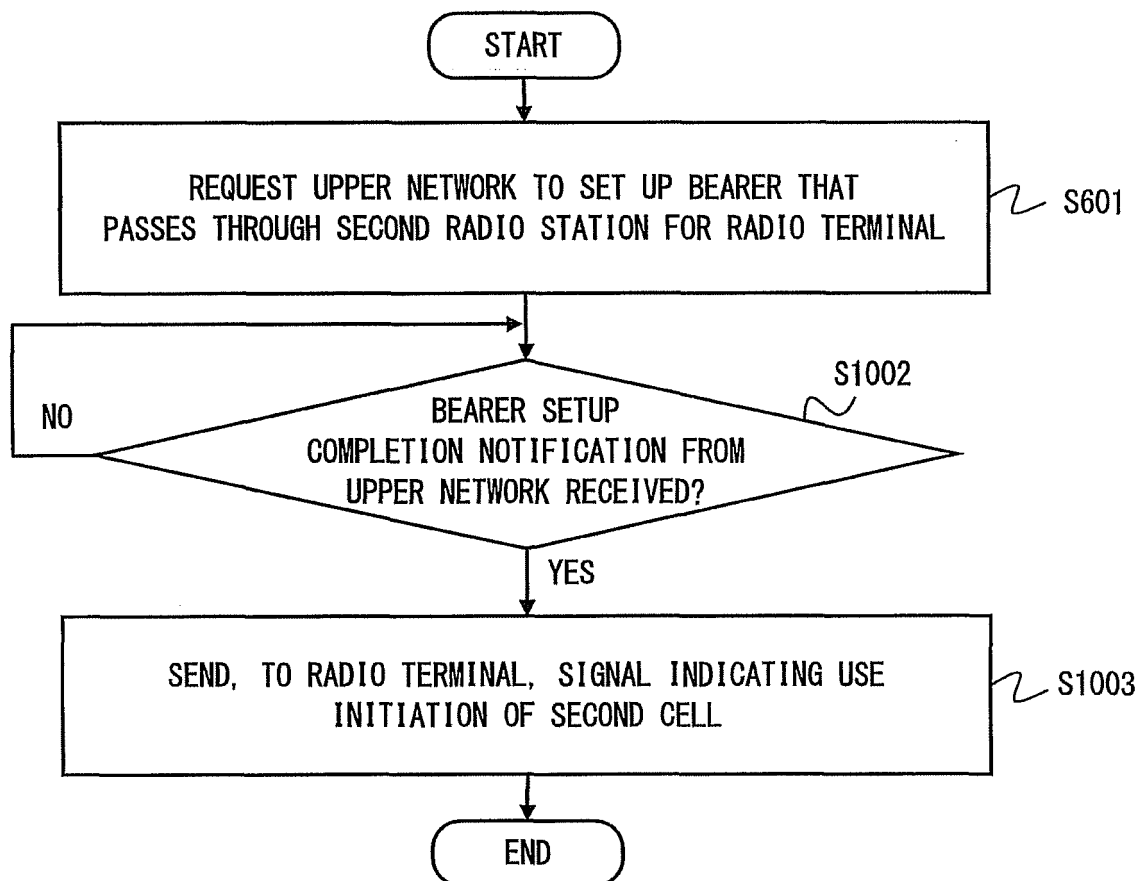 START
REQUEST UPPER NETWORK TO SET UP BEARER THAT
PASSES THROUGH SECOND RADIO STATION FOR RADIO TERMINAL
S601
S1002
NO
BEARER SETUP
COMPLETION NOTIFICATION FROM
UPPER NETWORK RECEIVED?
YES
SEND, TO RADIO TERMINAL, SIGNAL INDICATING USE
INITIATION OF SECOND CELL
S1003
END